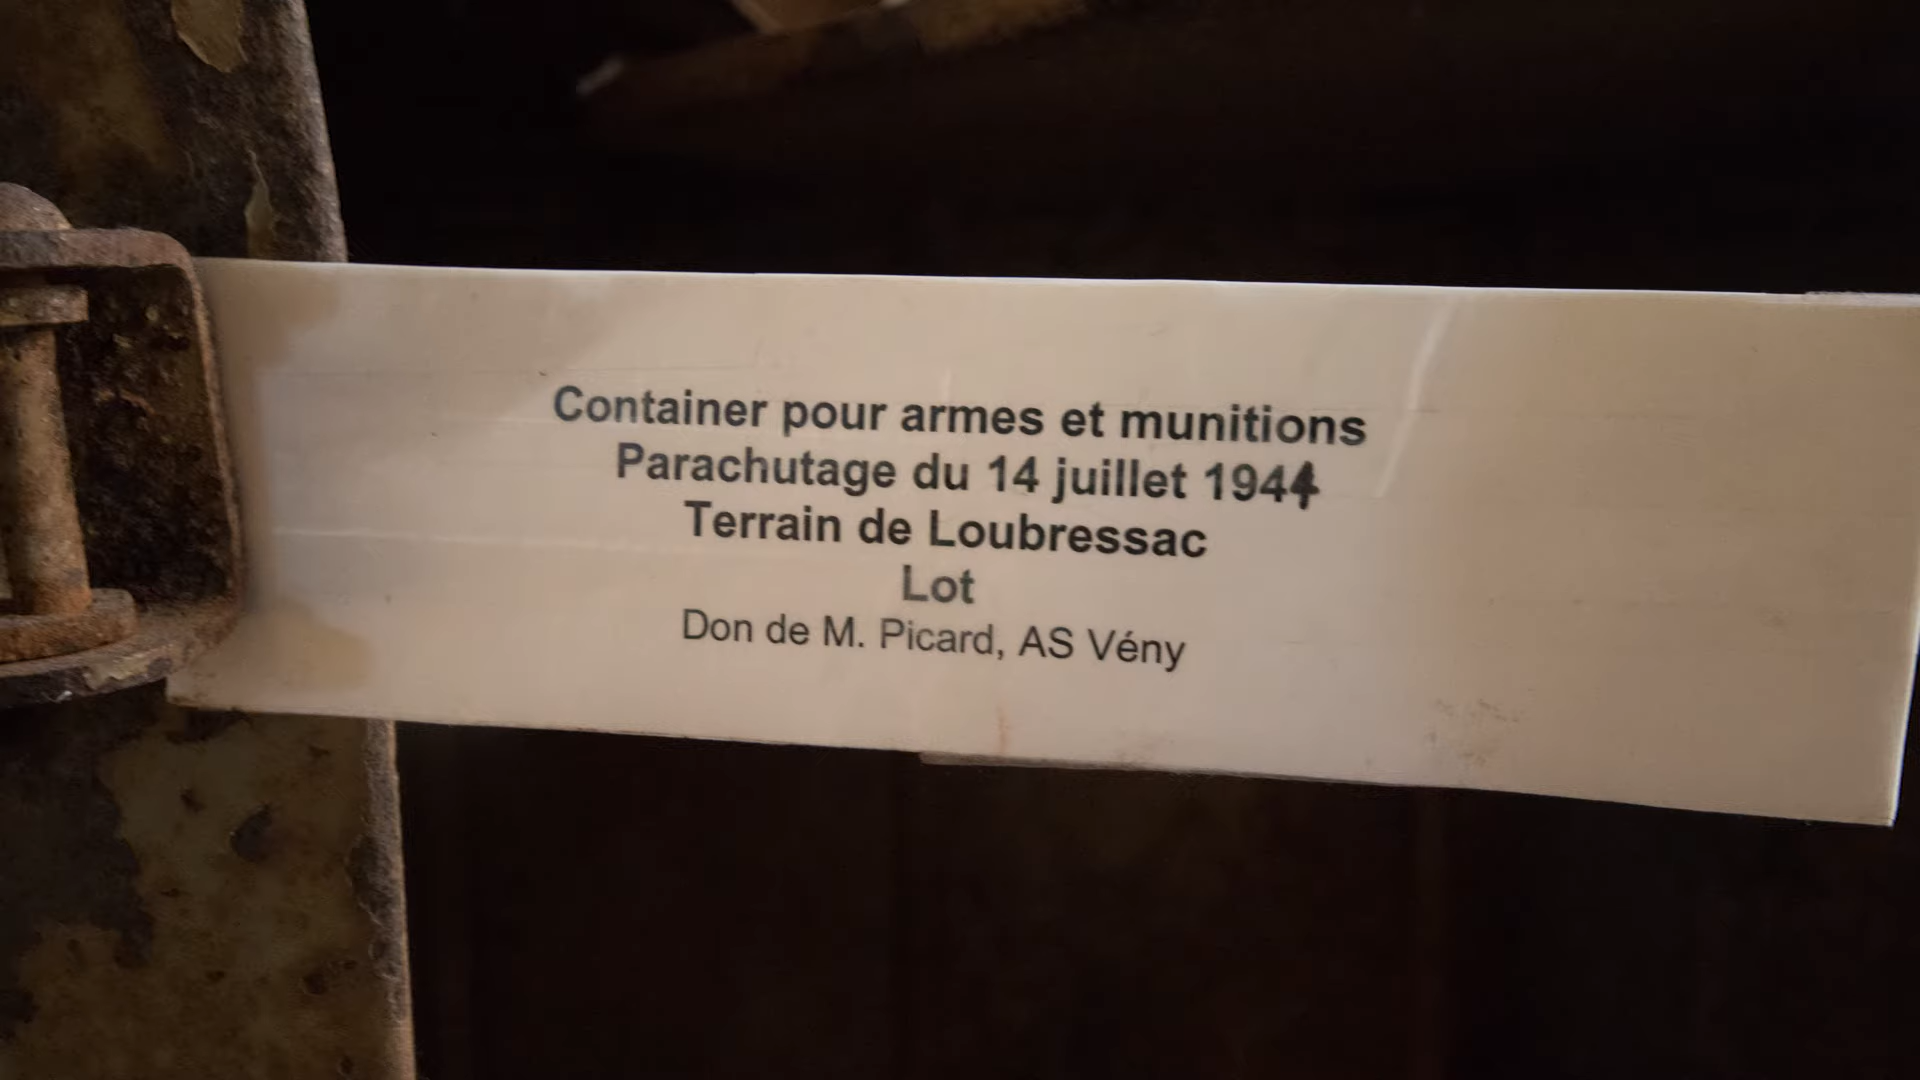 Container pour armes et munitions
Parachutage du 14 juillet 1944
Terrain de Loubressac
Lot
Don de M. Picard, AS Vény